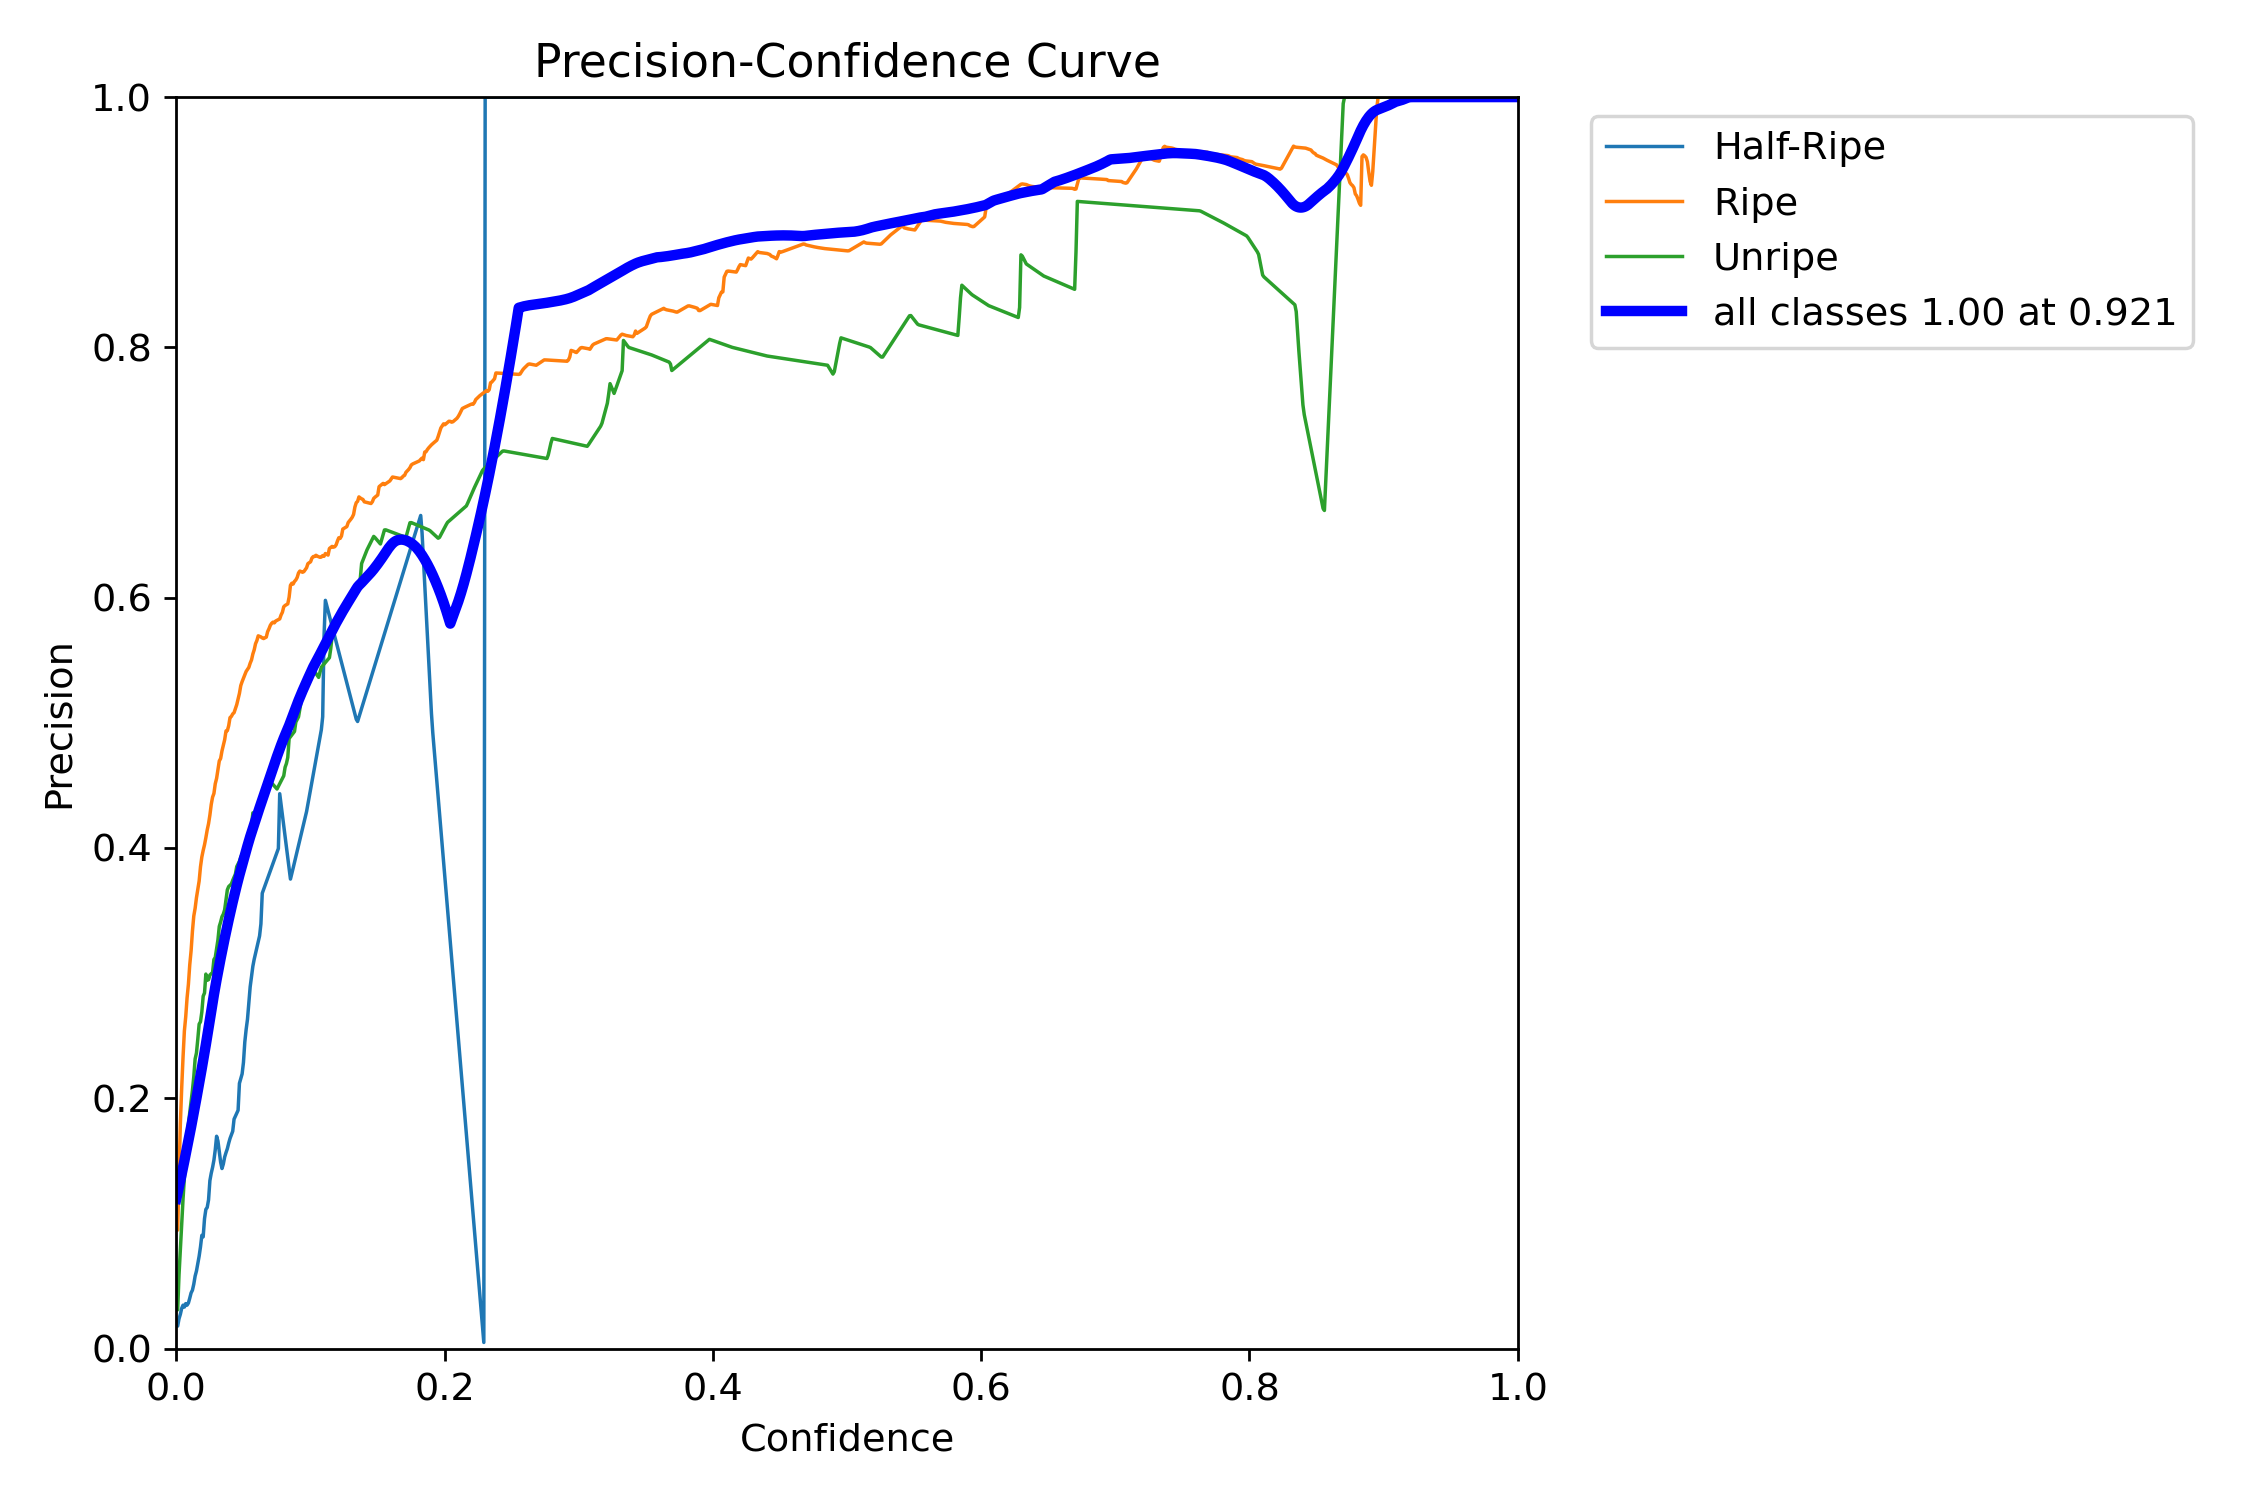 Precision-Confidence Curve
1.0
0.8
0.6
0.4
0.2
0.0
Precision
0.0 0.2 0.4 0.6 0.8 1.0
Confidence
Half-Ripe
Ripe
Unripe
all classes 1.00 at 0.921